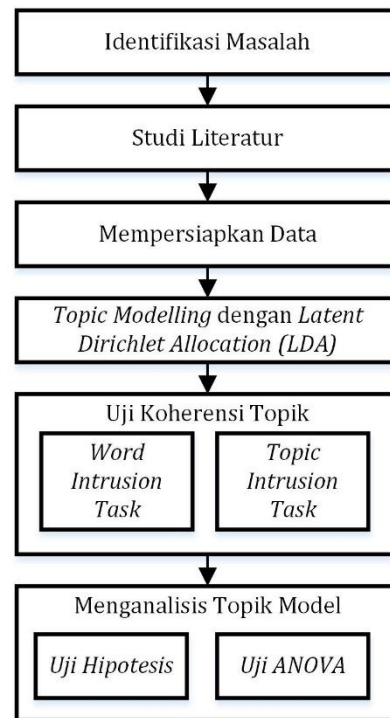 Identifikasi Masalah
Studi Literatur
Mempersiapkan Data
Topic Modelling dengan Latent
Dirichlet Allocation (LDA)
Uji Koherensi Topik
Word
Intrusion
Task
Topic
Intrusion
Task
Menganalisis Topik Model
Uji Hipotesis
Uji ANOVA